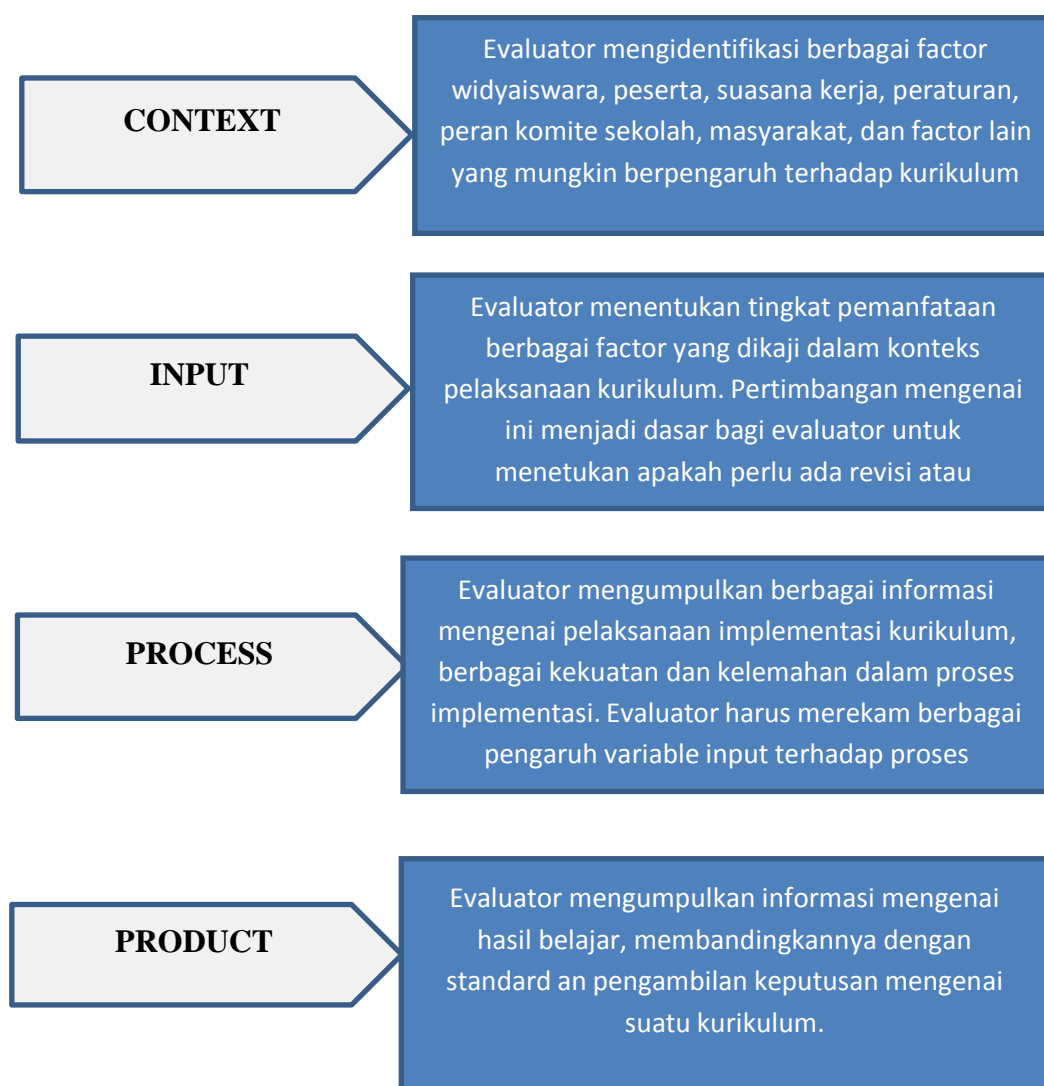 CONTEXT
Evaluator mengidentifikasi berbagai factor
widyaiswara, peserta, suasana kerja, peraturan,
peran komite sekolah, masyarakat, dan factor lain
yang mungkin berpengaruh terhadap kurikulum
INPUT
Evaluator menentukan tingkat pemanfataan
berbagai factor yang dikaji dalam konteks
pelaksanaan kurikulum. Pertimbangan mengenai
ini menjadi dasar bagi evaluator untuk
menetukan apakah perlu ada revisi atau
PROCESS
Evaluator mengumpulkan berbagai informasi
mengenai pelaksanaan implementasi kurikulum,
berbagai kekuatan dan kelemahan dalam proses
implementasi. Evaluator harus merekam berbagai
pengaruh variable input terhadap proses
PRODUCT
Evaluator mengumpulkan informasi mengenai
hasil belajar, membandingkannya dengan
standard an pengambilan keputusan mengenai
suatu kurikulum.